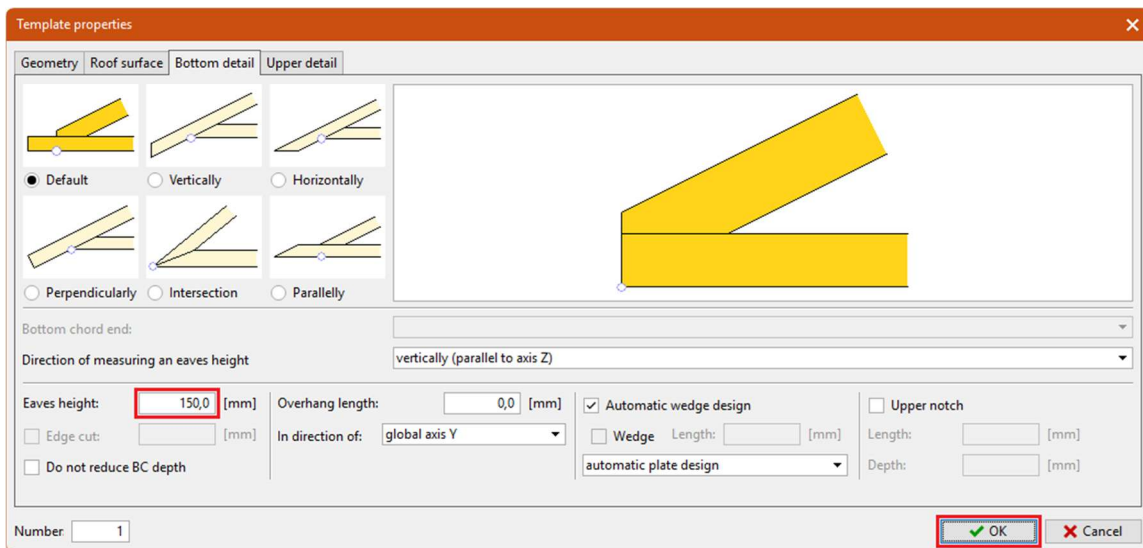 Template properties
Geometry Roof surface Bottom detail Upper detail
Default Vertically Horizontally
Perpendicularly Intersection Parallelly
Bottom chord end:
Direction of measuring an eaves height vertically (parallel to axis Z)
Eaves height: 150,0 [mm] Overhang length: 0,0 [mm] Automatic wedge design Upper notch
Edge cut: [mm] In direction of: global axis Y Wedge Length: [mm] Length: [mm]
Do not reduce BC depth automatic plate design Depth: [mm]
Number: 1 OK Cancel